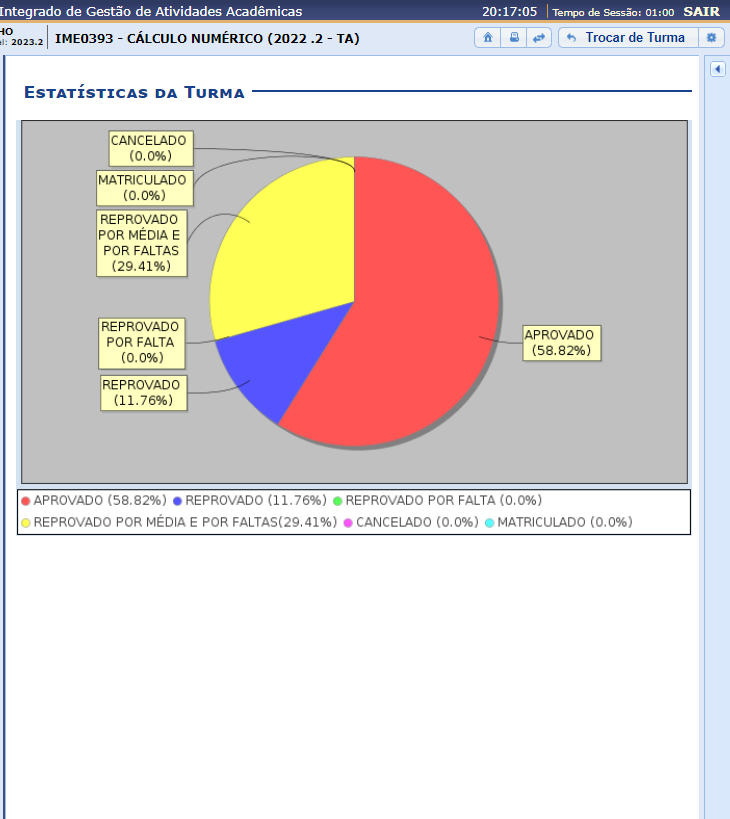 Integrado de Gestão de Atividades Acadêmicas
20:17:05
Tempo de Sessão: 01:00
SAIR
HO
el: 2023.2
IME0393 - CÁLCULO NUMÉRICO (2022 .2 - TA)
Trocar de Turma
Estatísticas da Turma
CANCELADO
(0.0%)
MATRICULADO
(0.0%)
REPROVADO
POR MÉDIA E
POR FALTAS
(29.41%)
REPROVADO
POR FALTA
(0.0%)
REPROVADO
(11.76%)
APROVADO
(58.82%)
APROVADO (58.82%) REPROVADO (11.76%) REPROVADO POR FALTA (0.0%)
REPROVADO POR MÉDIA E POR FALTAS(29.41%) CANCELADO (0.0%) MATRICULADO (0.0%)